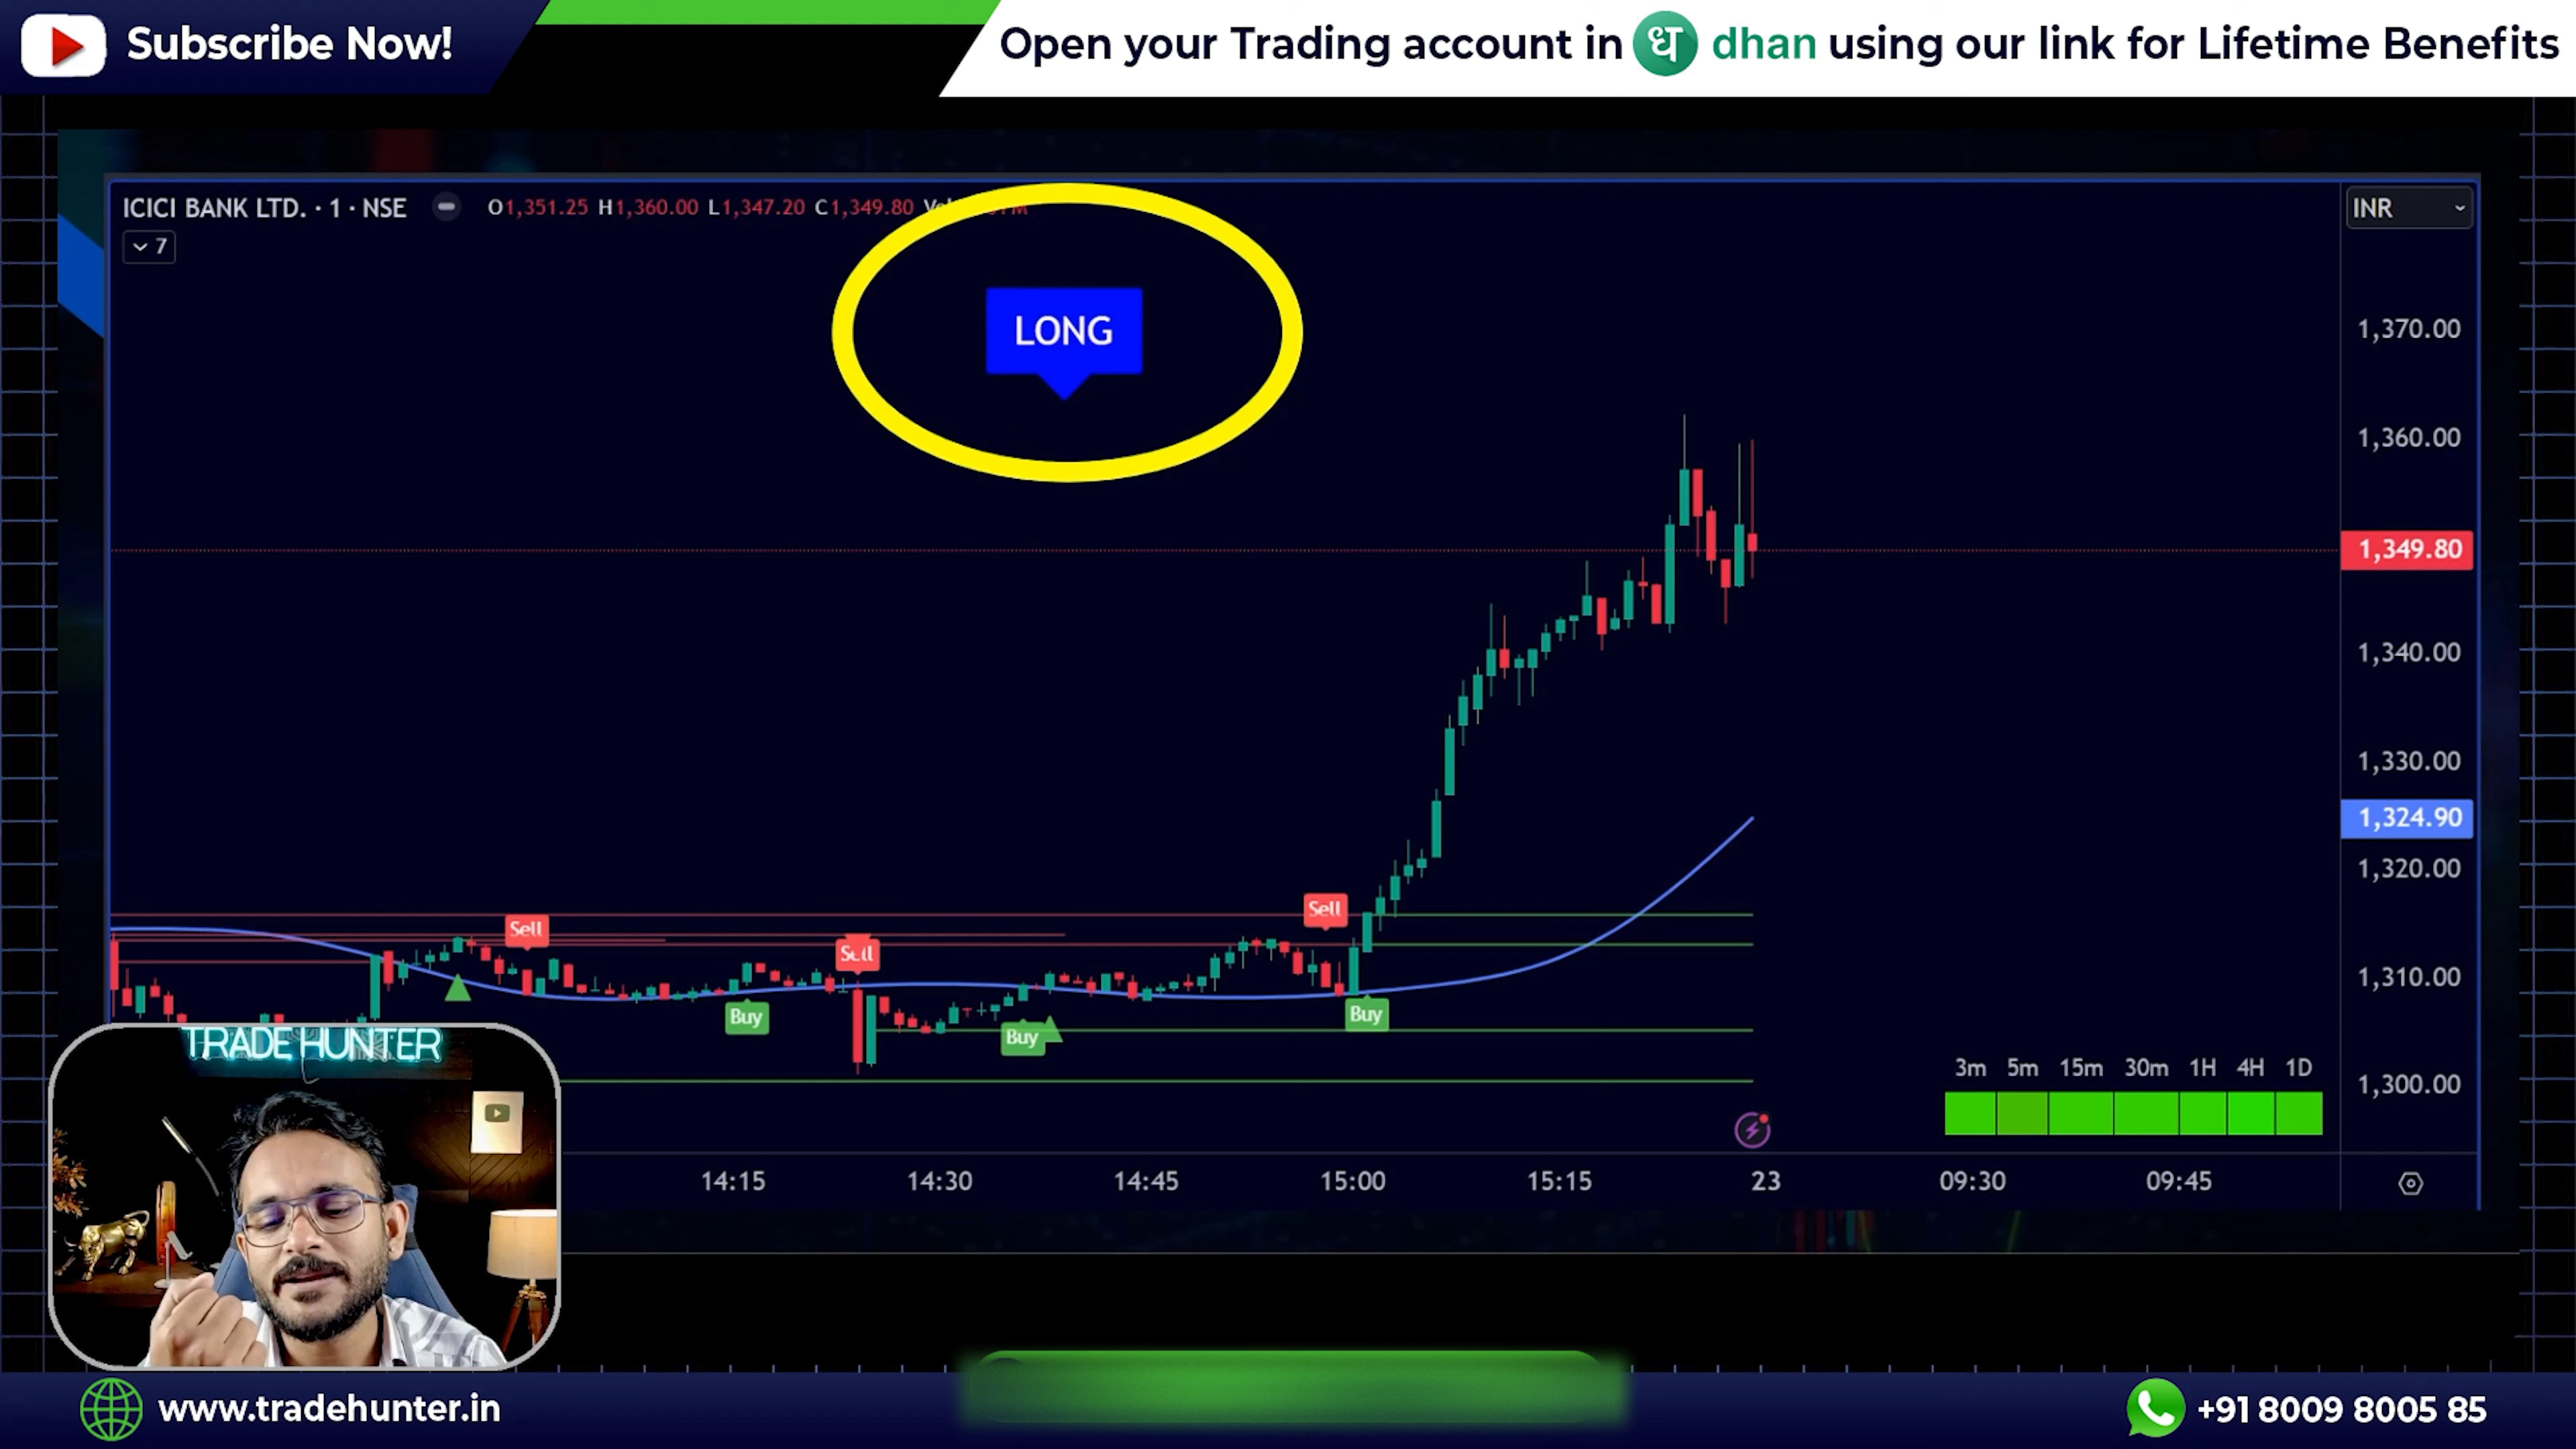 Subscribe Now!
Open your Trading account in ध dhan using our link for Lifetime Benefits
ICICI BANK LTD. · 1 · NSE O1,351.25 H1,360.00 L1,347.20 C1,349.80
INR
7
LONG
1,370.00
1,360.00
1,349.80
1,340.00
1,330.00
1,324.90
1,320.00
Sell
Sell
Sell
1,310.00
Buy
Buy
Buy
TRADE HUNTER
3m 5m 15m 30m 1H 4H 1D
1,300.00
14:15 14:30 14:45 15:00 15:15 23 09:30 09:45
www.tradehunter.in
+91 8009 8005 85